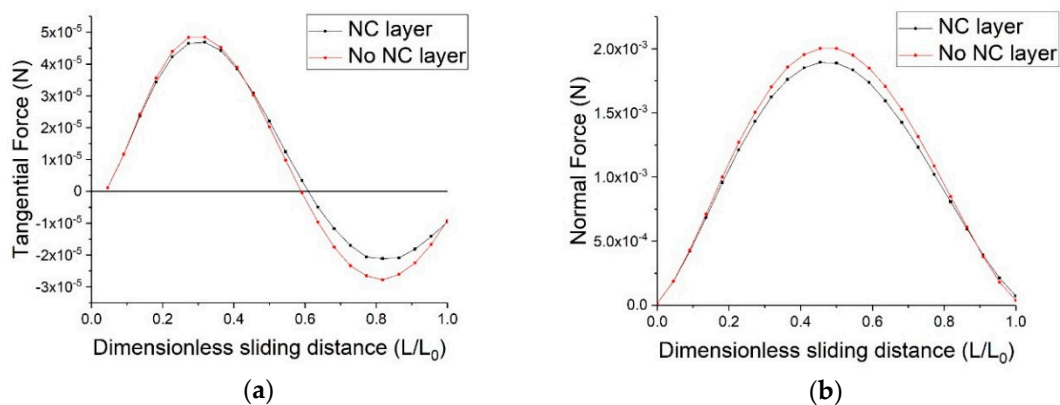 5x10⁻⁵
4x10⁻⁵
3x10⁻⁵
2x10⁻⁵
1x10⁻⁵
0
-1x10⁻⁵
-2x10⁻⁵
-3x10⁻⁵
Tangential Force (N)
NC layer
No NC layer
0.0 0.2 0.4 0.6 0.8 1.0
Dimensionless sliding distance (L/L₀)
(a)
2.0x10⁻³
1.5x10⁻³
1.0x10⁻³
5.0x10⁻⁴
0.0
Normal Force (N)
NC layer
No NC layer
0.0 0.2 0.4 0.6 0.8 1.0
Dimensionless sliding distance (L/L₀)
(b)